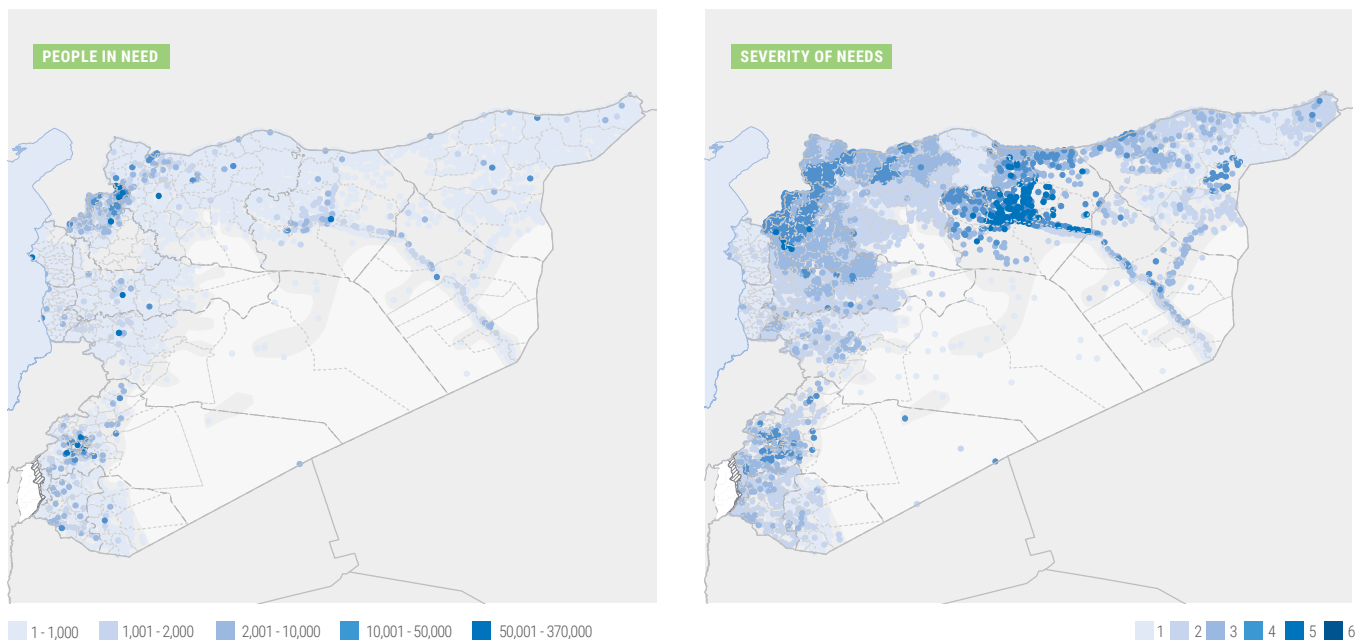 PEOPLE IN NEED
SEVERITY OF NEEDS
1 - 1,000 1,001 - 2,000 2,001 - 10,000 10,001 - 50,000 50,001 - 370,000
1 2 3 4 5 6